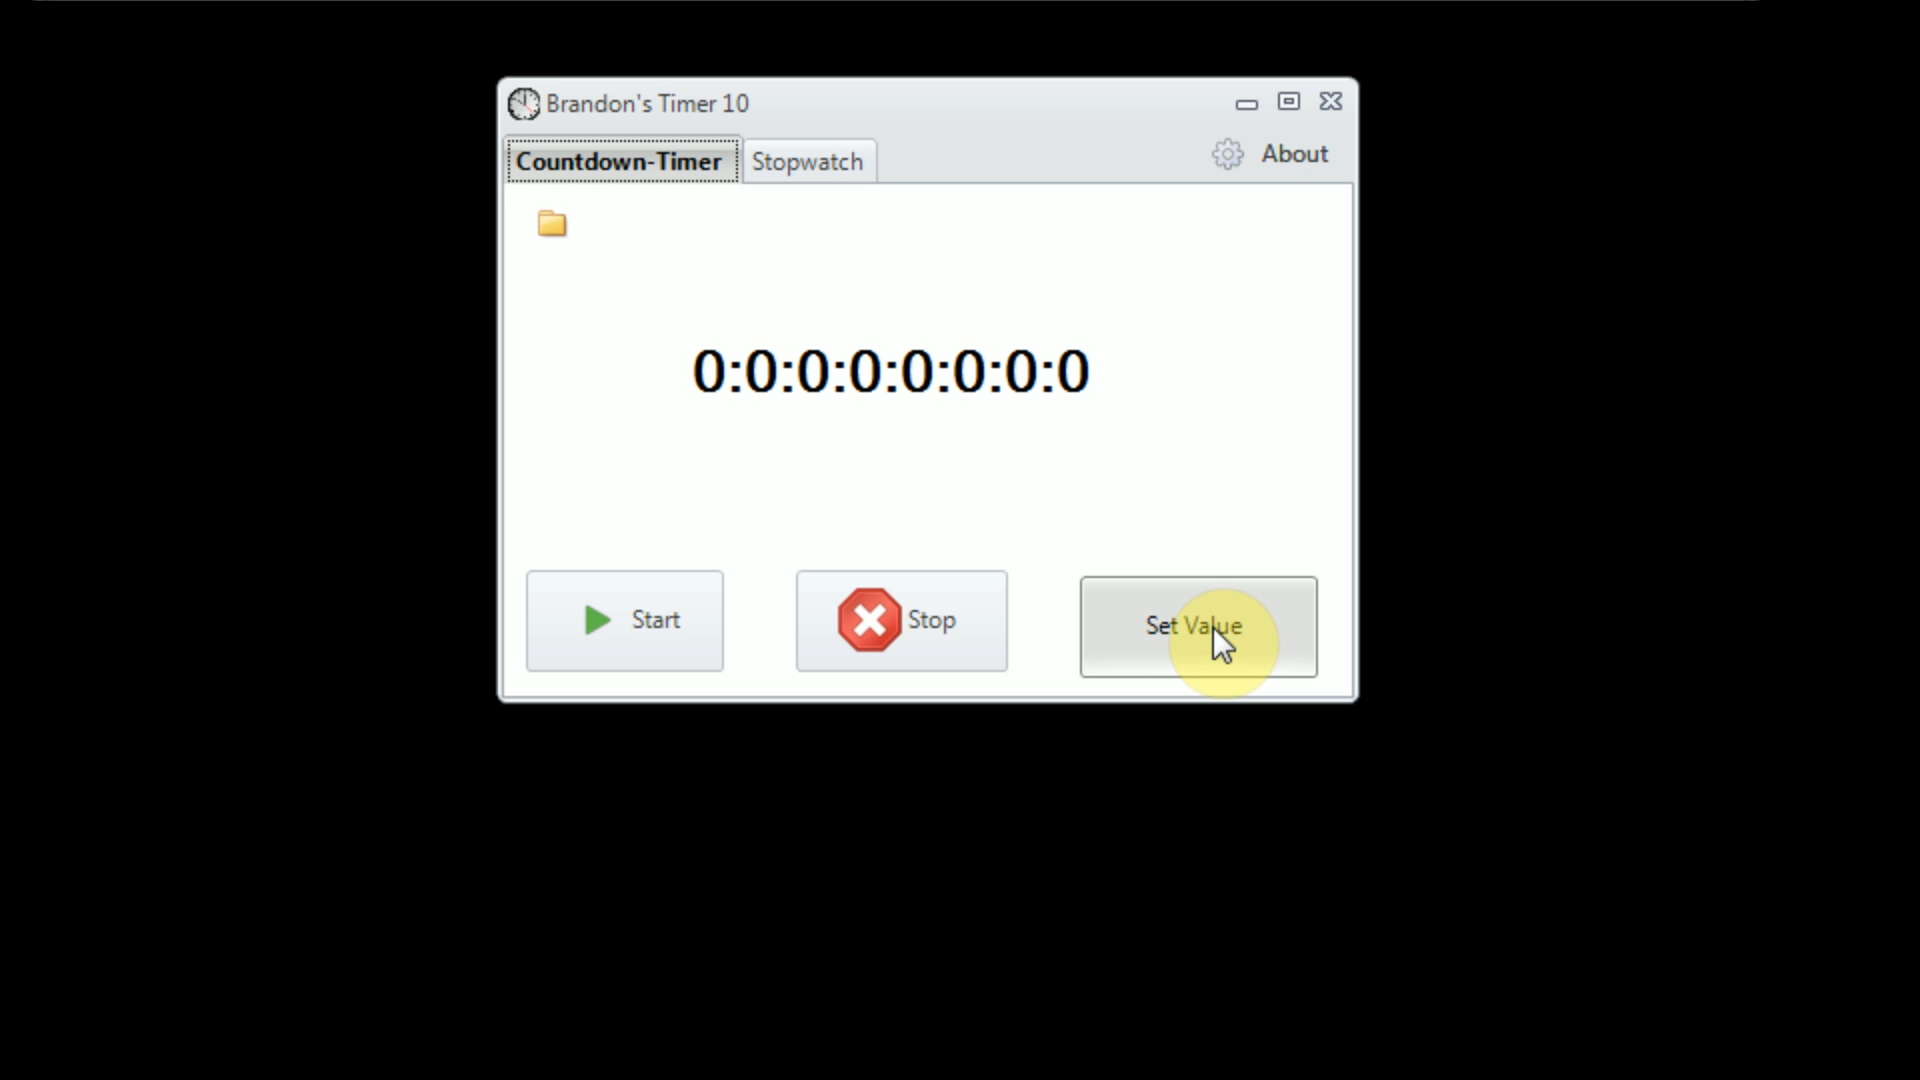 Brandon's Timer 10
Countdown-Timer
Stopwatch
About
0:0:0:0:0:0:0:0
Start
Stop
Set Value